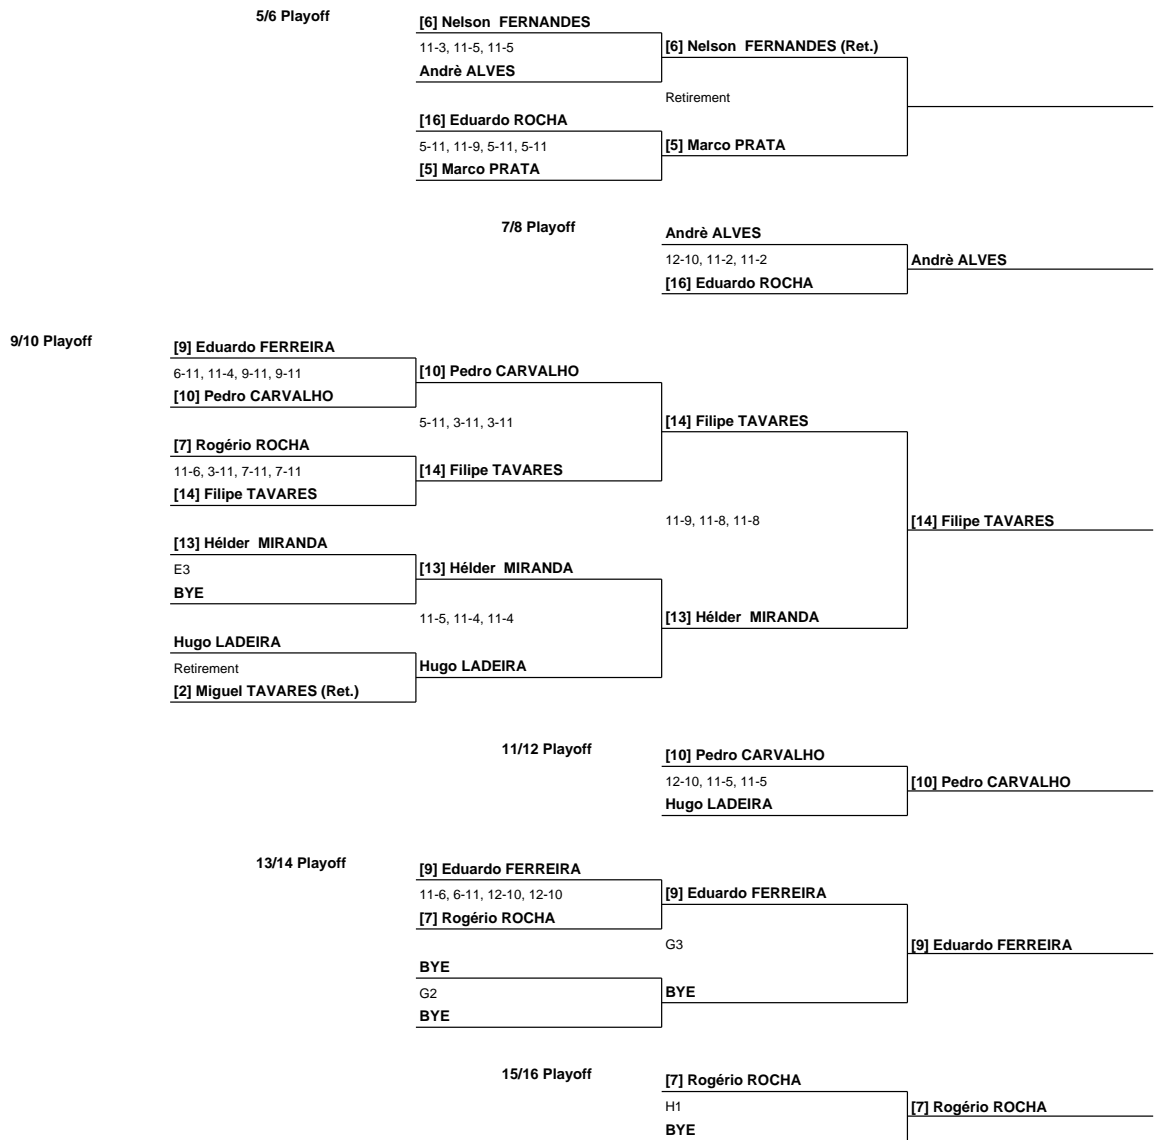 5/6 Playoff
[6] Nelson  FERNANDES
11-3, 11-5, 11-5
[6] Nelson  FERNANDES (Ret.)
Andrè ALVES
Retirement
[16] Eduardo ROCHA
5-11, 11-9, 5-11, 5-11
[5] Marco PRATA
[5] Marco PRATA
7/8 Playoff
Andrè ALVES
12-10, 11-2, 11-2
Andrè ALVES
[16] Eduardo ROCHA
9/10 Playoff
[9] Eduardo FERREIRA
6-11, 11-4, 9-11, 9-11
[10] Pedro CARVALHO
[10] Pedro CARVALHO
5-11, 3-11, 3-11
[14] Filipe TAVARES
[7] Rogério ROCHA
11-6, 3-11, 7-11, 7-11
[14] Filipe TAVARES
[14] Filipe TAVARES
11-9, 11-8, 11-8
[14] Filipe TAVARES
[13] Hélder  MIRANDA
E3
[13] Hélder  MIRANDA
BYE
11-5, 11-4, 11-4
[13] Hélder  MIRANDA
Hugo LADEIRA
Retirement
Hugo LADEIRA
[2] Miguel TAVARES (Ret.)
11/12 Playoff
[10] Pedro CARVALHO
12-10, 11-5, 11-5
[10] Pedro CARVALHO
Hugo LADEIRA
13/14 Playoff
[9] Eduardo FERREIRA
11-6, 6-11, 12-10, 12-10
[9] Eduardo FERREIRA
[7] Rogério ROCHA
G3
[9] Eduardo FERREIRA
BYE
G2
BYE
BYE
15/16 Playoff
[7] Rogério ROCHA
H1
[7] Rogério ROCHA
BYE